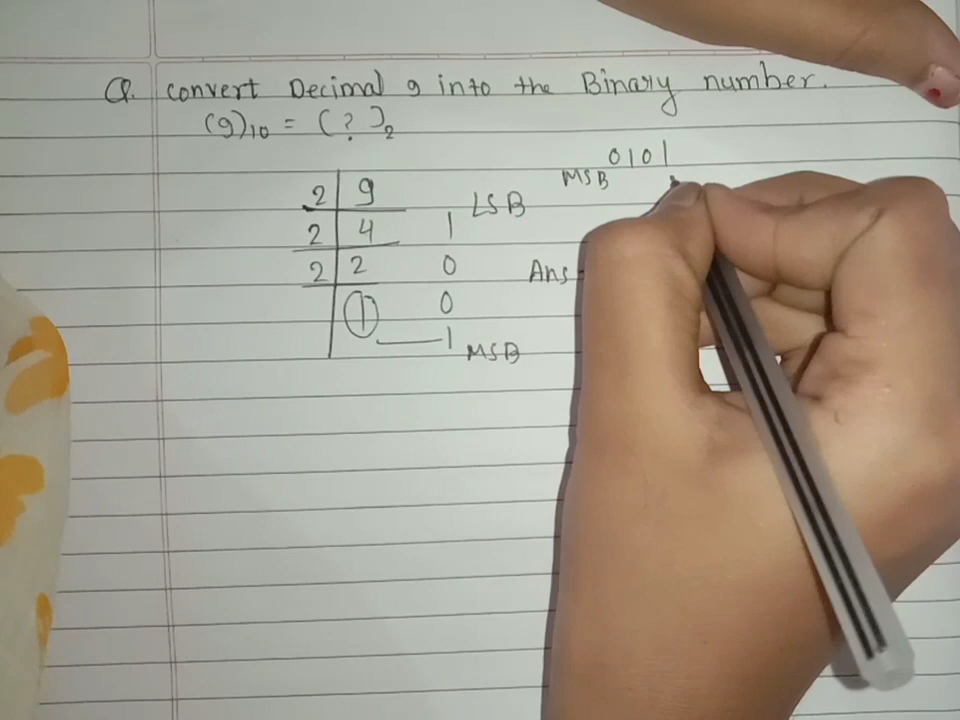 Q. convert Decimal 9 into the Binary number.
(9)10 = (?)2
0101
MSB
2 9 LSB
2 4 1
2 2 0 Ans-
1 0
1 MSB